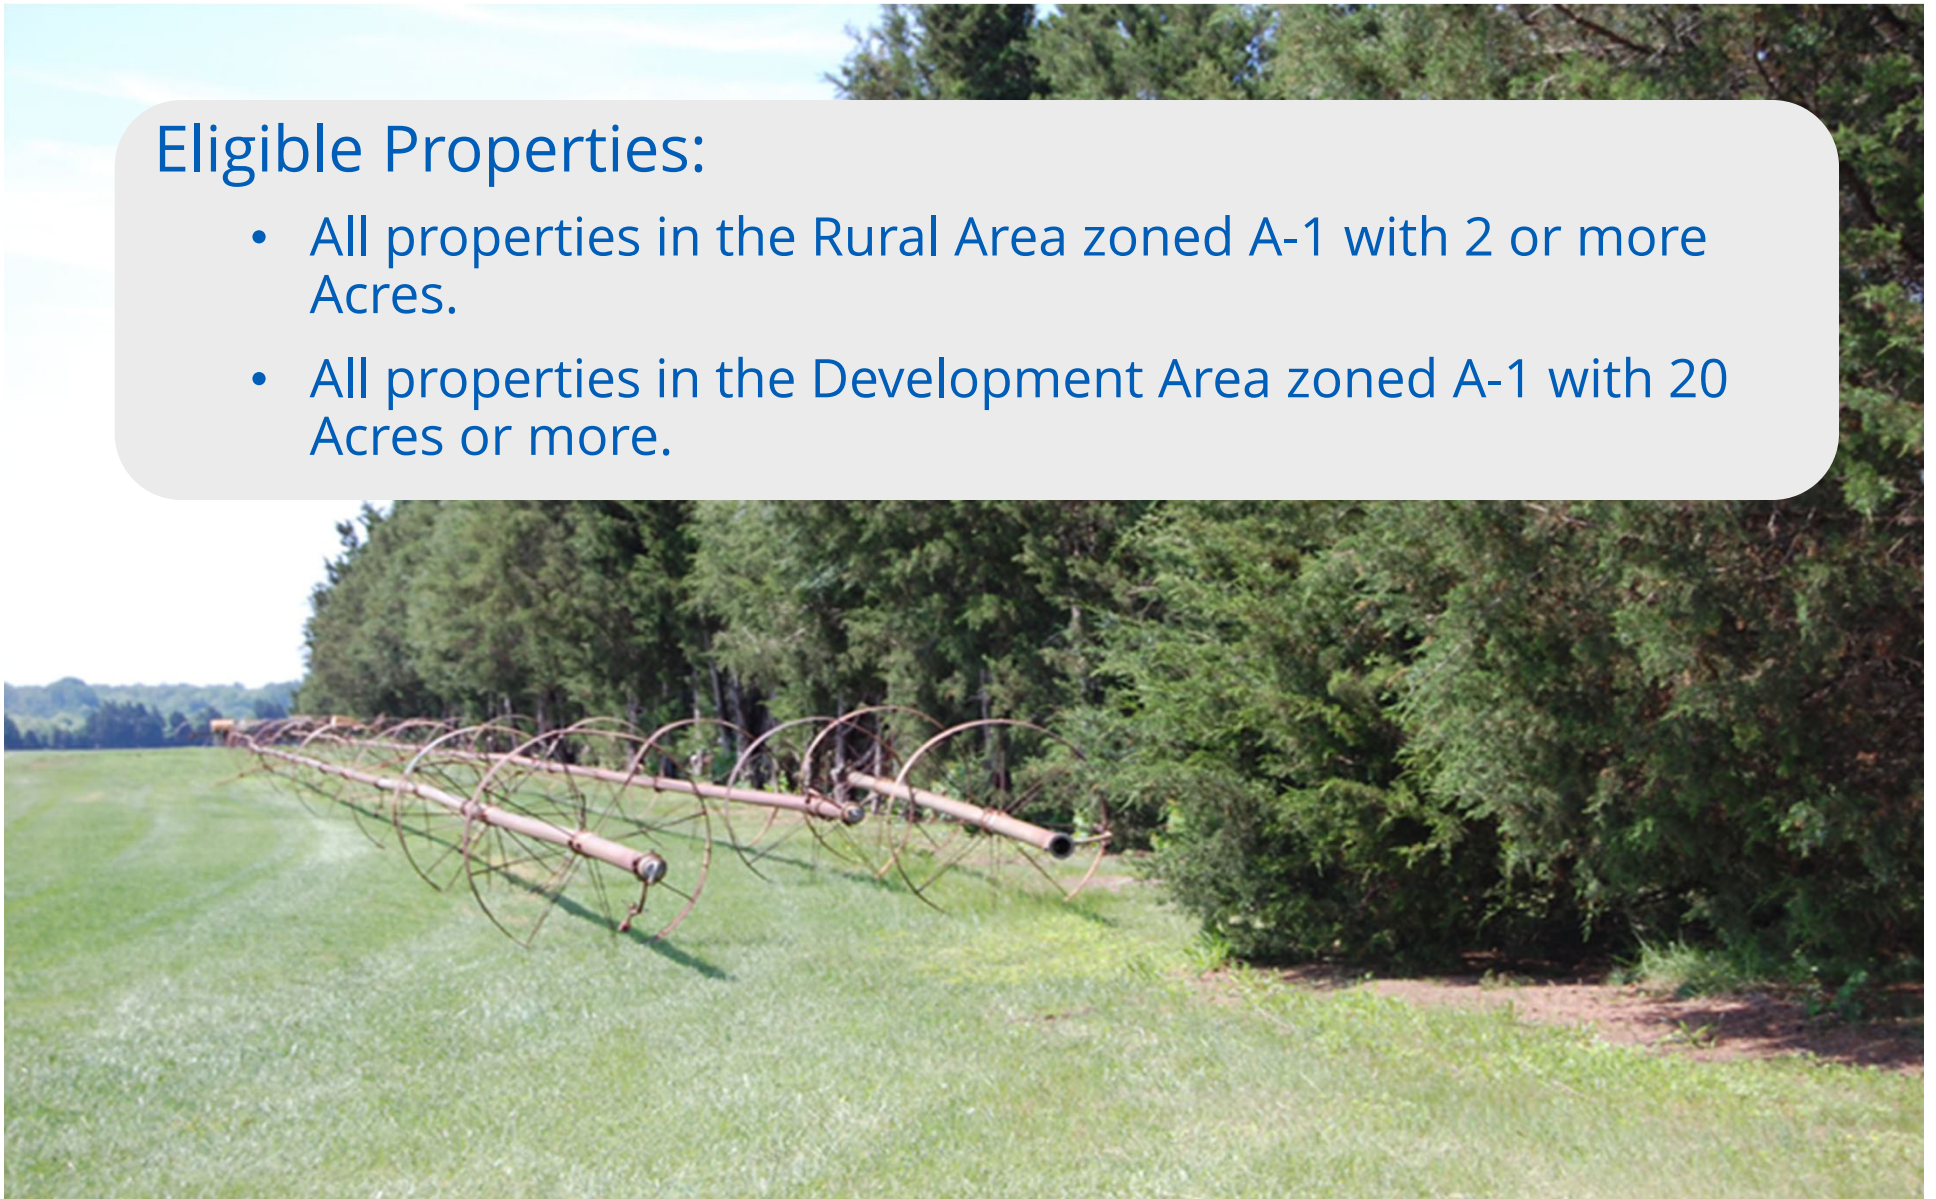 Eligible Properties:
• All properties in the Rural Area zoned A-1 with 2 or more
Acres.
• All properties in the Development Area zoned A-1 with 20
Acres or more.